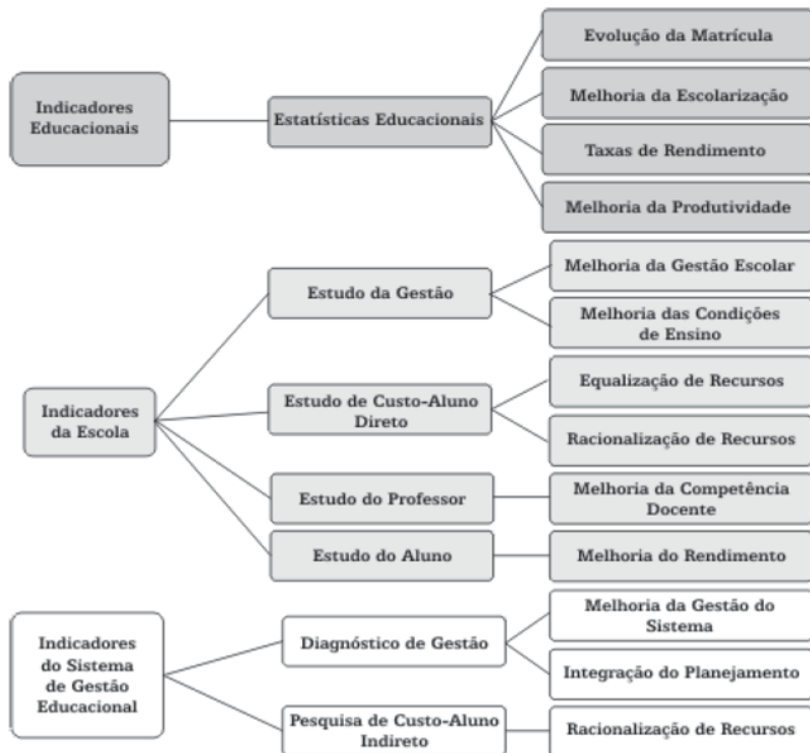 Indicadores
Educacionais
Estatísticas Educacionais
Evolução da Matrícula
Melhoria da Escolarização
Taxas de Rendimento
Melhoria da Produtividade
Indicadores
da Escola
Estudo da Gestão
Melhoria da Gestão Escolar
Melhoria das Condições
de Ensino
Estudo de Custo-Aluno
Direto
Equalização de Recursos
Racionalização de Recursos
Estudo do Professor
Melhoria da Competência
Docente
Estudo do Aluno
Melhoria do Rendimento
Indicadores
do Sistema
de Gestão
Educacional
Diagnóstico de Gestão
Melhoria da Gestão do
Sistema
Integração do Planejamento
Pesquisa de Custo-Aluno
Indireto
Racionalização de Recursos